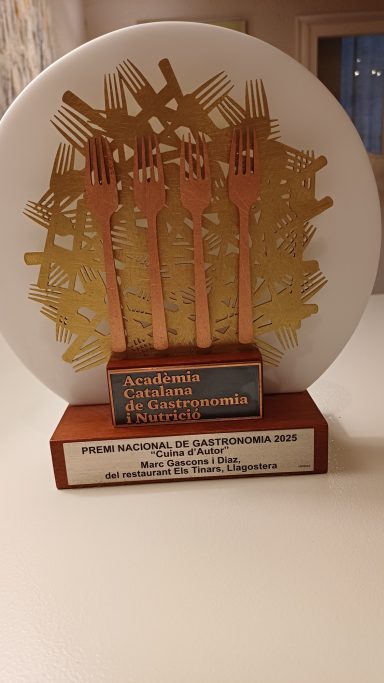 Acadèmia
Catalana
de Gastronomia
i Nutrició
PREMI NACIONAL DE GASTRONOMIA 2025
“Cuina d’Autor”
Marc Gascons i Diaz,
del restaurant Els Tinars, Llagostera